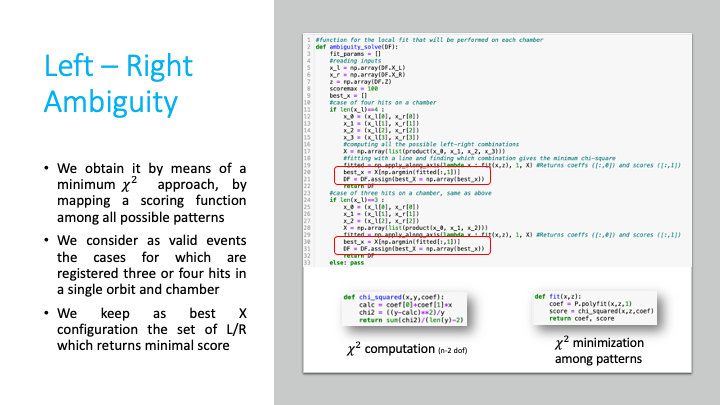 Left – Right
Ambiguity
• We obtain it by means of a
minimum χ² approach, by
mapping a scoring function
among all possible patterns
• We consider as valid events
the cases for which are
registered three or four hits in
a single orbit and chamber
• We keep as best X
configuration the set of L/R
which returns minimal score
1 #function for the local fit that will be performed on each chamber
2 def ambiguity_solve(DF):
3 fit_params = []
4 #reading inputs
5 x_l = np.array(DF.X_L)
6 x_r = np.array(DF.X_R)
7 z = np.array(DF.Z)
8 scoremax = 100
9 best_x = []
10 #case of four hits on a chamber
11 if len(x_l)==4 :
12 x_0 = (x_l[0], x_r[0])
13 x_1 = (x_l[1], x_r[1])
14 x_2 = (x_l[2], x_r[2])
15 x_3 = (x_l[3], x_r[3])
16 #computing all the possible left-right combinations
17 X = np.array(list(product(x_0, x_1, x_2, x_3)))
18 #fitting with a line and finding which combination gives the minimum chi-square
19 fitted = np.apply_along_axis(lambda x : fit(x,z), 1, X) #Returns coeffs ([:,0]) and scores ([:,1])
20 best_x = X[np.argmin(fitted[:,1])]
21 DF = DF.assign(best_X = np.array(best_x))
22 return DF
23 #case of three hits on a chamber, same as above
24 if len(x_l)==3 :
25 x_0 = (x_l[0], x_r[0])
26 x_1 = (x_l[1], x_r[1])
27 x_2 = (x_l[2], x_r[2])
28 X = np.array(list(product(x_0, x_1, x_2)))
29 fitted = np.apply_along_axis(lambda x : fit(x,z), 1, X) #Returns coeffs ([:,0]) and scores ([:,1])
30 best_x = X[np.argmin(fitted[:,1])]
31 DF = DF.assign(best_X = np.array(best_x))
32 return DF
33 else: pass
def chi_squared(x,y,coef):
calc = coef[0]+coef[1]*x
chi2 = ((y-calc)**2)/y
return sum(chi2)/(len(y)-2)
χ² computation (n-2 dof)
def fit(x,z):
coef = P.polyfit(x,z,1)
score = chi_squared(x,z,coef)
return coef, score
χ² minimization
among patterns